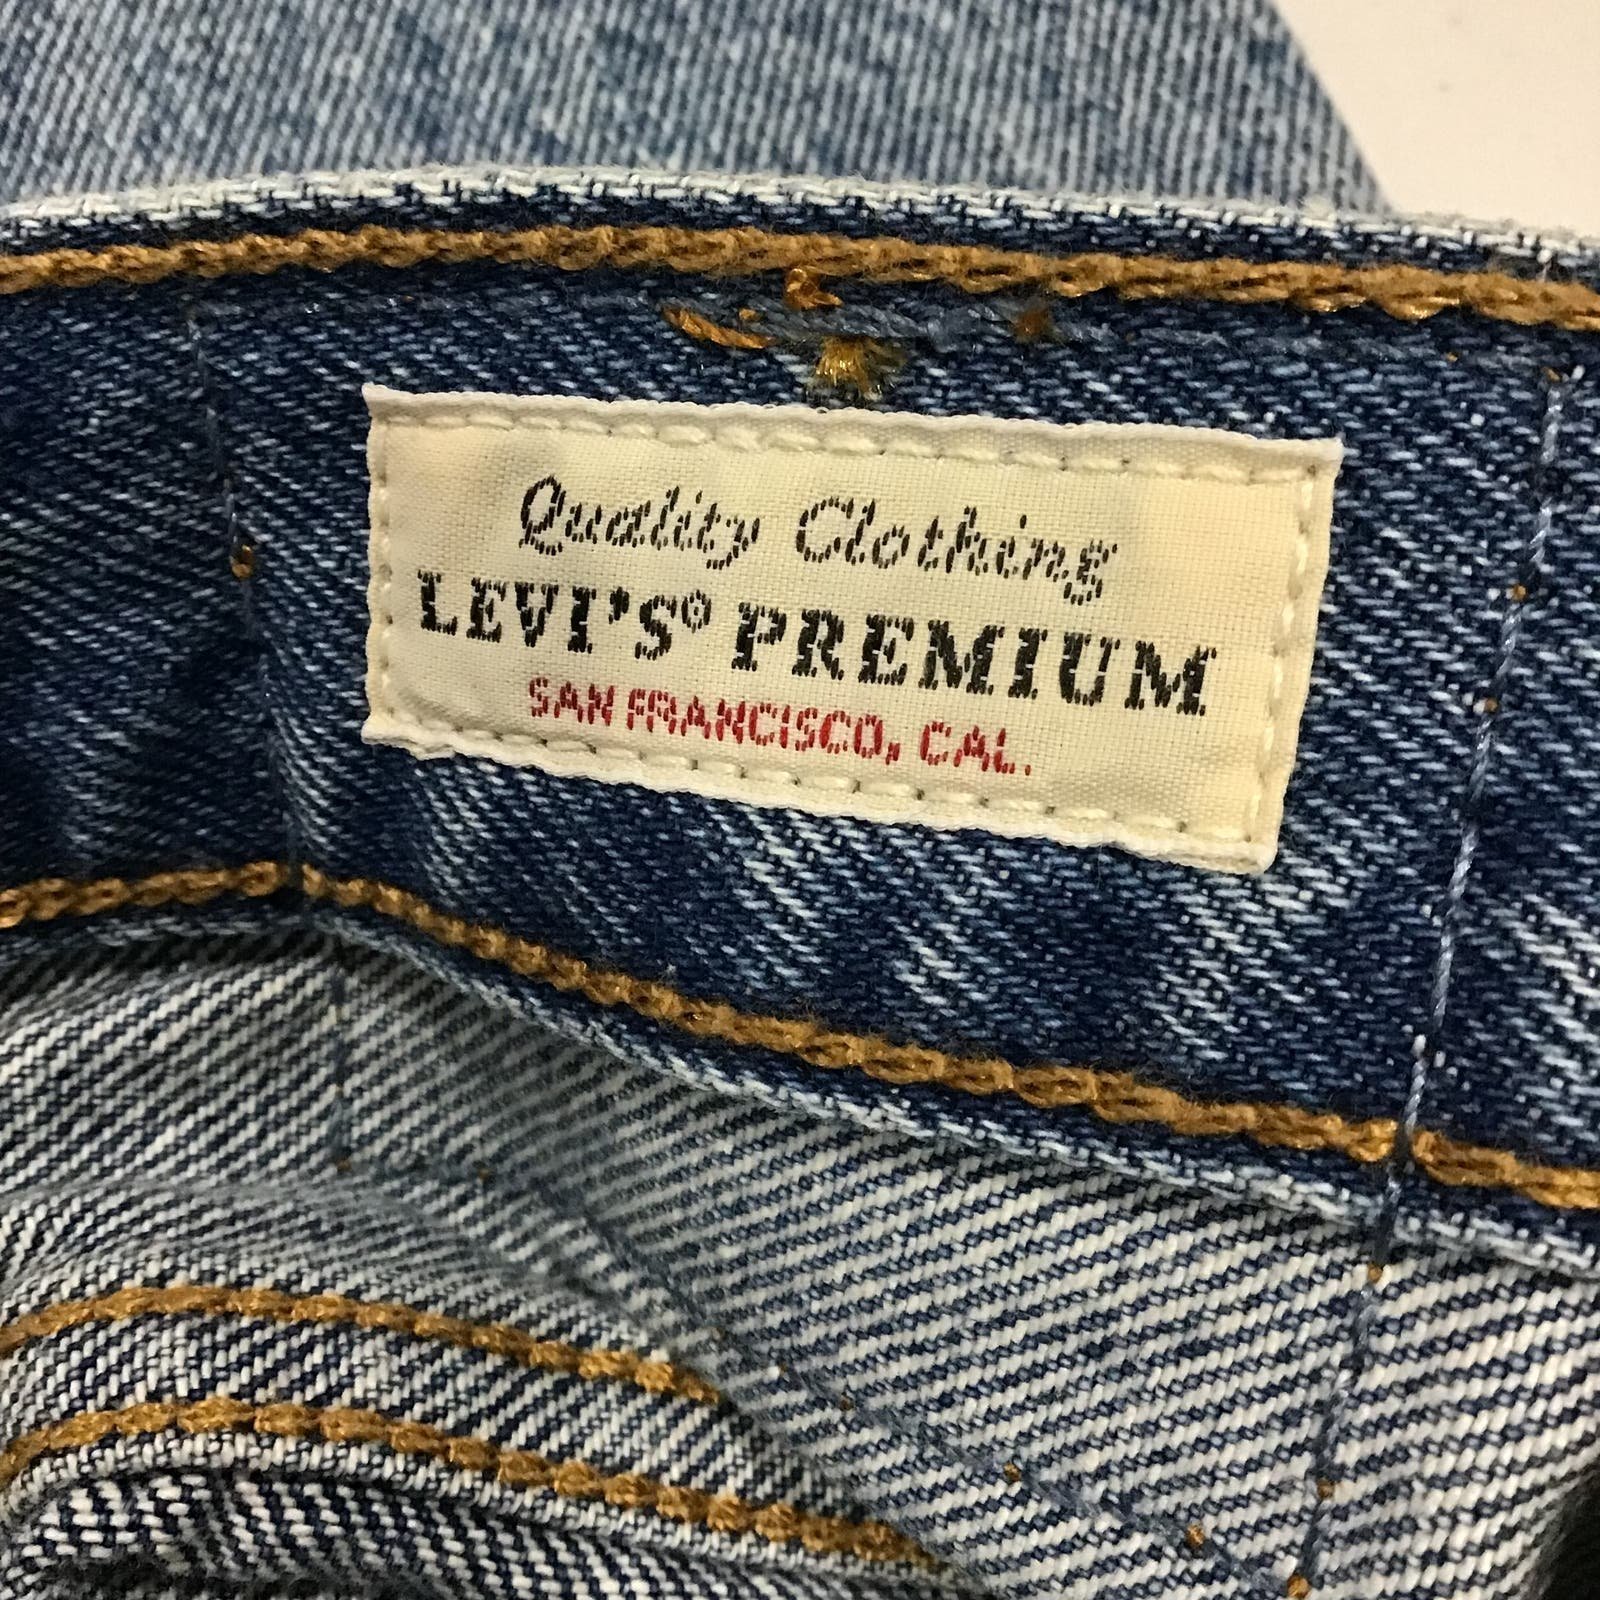 Quality Clothing
LEVI'S® PREMIUM
SAN FRANCISCO, CAL.